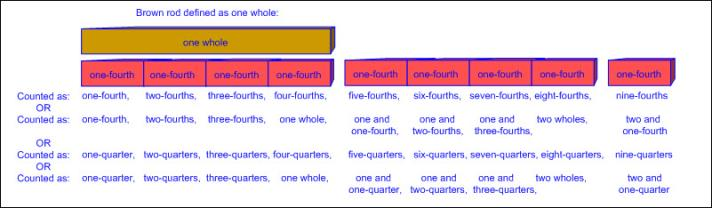 Brown rod defined as one whole:
one whole
one-fourth one-fourth one-fourth one-fourth one-fourth one-fourth one-fourth one-fourth one-fourth
Counted as: one-fourth, two-fourths, three-fourths, four-fourths, five-fourths, six-fourths, seven-fourths, eight-fourths, nine-fourths
OR
Counted as: one-fourth, two-fourths, three-fourths, one whole, one and one and one and two wholes, two and
one-fourth, two-fourths, three-fourths, one-fourth
OR
Counted as: one-quarter, two-quarters, three-quarters, four-quarters, five-quarters, six-quarters, seven-quarters, eight-quarters, nine-quarters
OR
Counted as: one-quarter, two-quarters, three-quarters, one whole, one and one and one and two wholes, two and
one-quarter, two-quarters, three-quarters, one-quarter